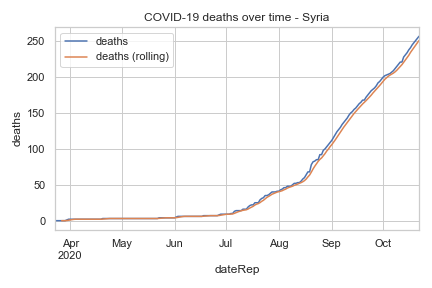 COVID-19 deaths over time - Syria
deaths
deaths (rolling)
250
200
150
100
50
0
deaths
Apr May Jun Jul Aug Sep Oct
2020
dateRep